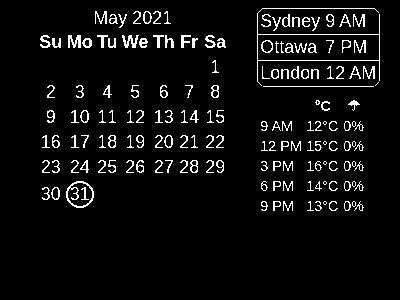 May 2021
Su Mo Tu We Th Fr Sa
1
2 3 4 5 6 7 8
9 10 11 12 13 14 15
16 17 18 19 20 21 22
23 24 25 26 27 28 29
30 31
Sydney 9 AM
Ottawa 7 PM
London 12 AM
°C ☂
9 AM 12°C 0%
12 PM 15°C 0%
3 PM 16°C 0%
6 PM 14°C 0%
9 PM 13°C 0%